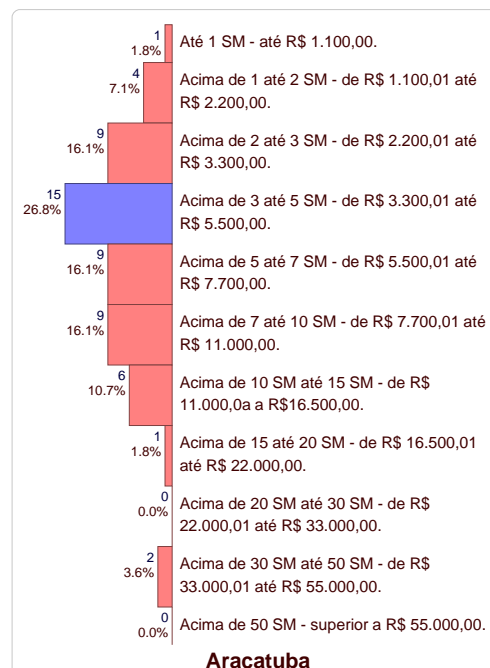 1
1.8%
Até 1 SM - até R$ 1.100,00.
4
7.1%
Acima de 1 até 2 SM - de R$ 1.100,01 até
R$ 2.200,00.
9
16.1%
Acima de 2 até 3 SM - de R$ 2.200,01 até
R$ 3.300,00.
15
26.8%
Acima de 3 até 5 SM - de R$ 3.300,01 até
R$ 5.500,00.
9
16.1%
Acima de 5 até 7 SM - de R$ 5.501,01 até
R$ 7.700,00.
9
16.1%
Acima de 7 até 10 SM - de R$ 7.701,01 até
R$ 11.000,00.
6
10.7%
Acima de 10 SM até 15 SM - de R$
11.000,0a a R$16.500,00.
1
1.8%
Acima de 15 até 20 SM - de R$ 16.500,01
até R$ 22.000,00.
0
0.0%
Acima de 20 SM até 30 SM - de R$
22.000,01 até R$ 33.000,00.
2
3.6%
Acima de 30 SM até 50 SM - de R$
33.000,01 até R$ 55.000,00.
0
0.0%
Acima de 50 SM - superior a R$ 55.000,00.
Araçatuba